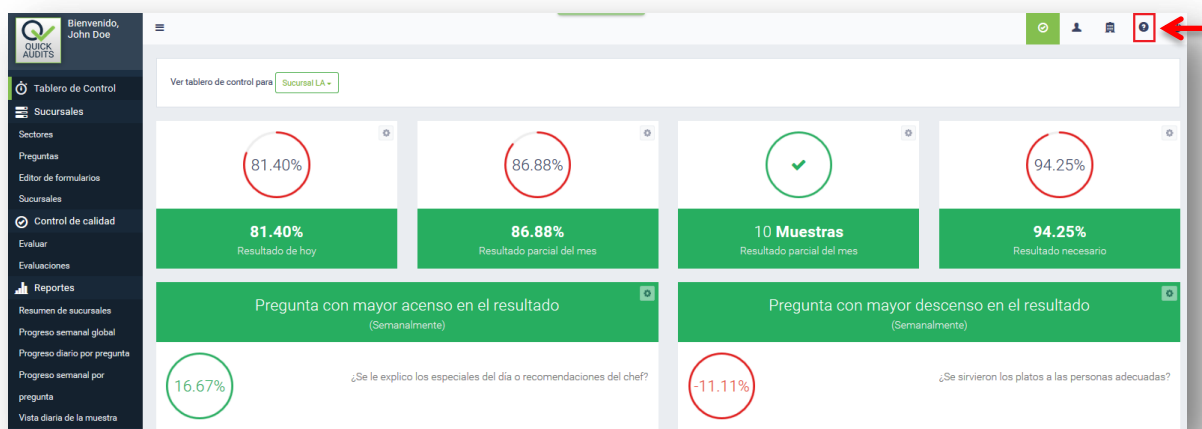 Bienvenido,
John Doe
QUICK
AUDITS
Tablero de Control
Sucursales
Sectores
Preguntas
Editor de formularios
Sucursales
Control de calidad
Evaluar
Evaluaciones
Reportes
Resumen de sucursales
Progreso semanal global
Progreso diario por pregunta
Progreso semanal por
pregunta
Vista diaria de la muestra
Ver tablero de control para Sucursal LA
81.40%
81.40%
Resultado de hoy
86.88%
86.88%
Resultado parcial del mes
10 Muestras
Resultado parcial del mes
94.25%
94.25%
Resultado necesario
Pregunta con mayor acenso en el resultado
(Semanalmente)
16.67%
¿Se le explico los especiales del día o recomendaciones del chef?
Pregunta con mayor descenso en el resultado
(Semanalmente)
-11.11%
¿Se sirvieron los platos a las personas adecuadas?